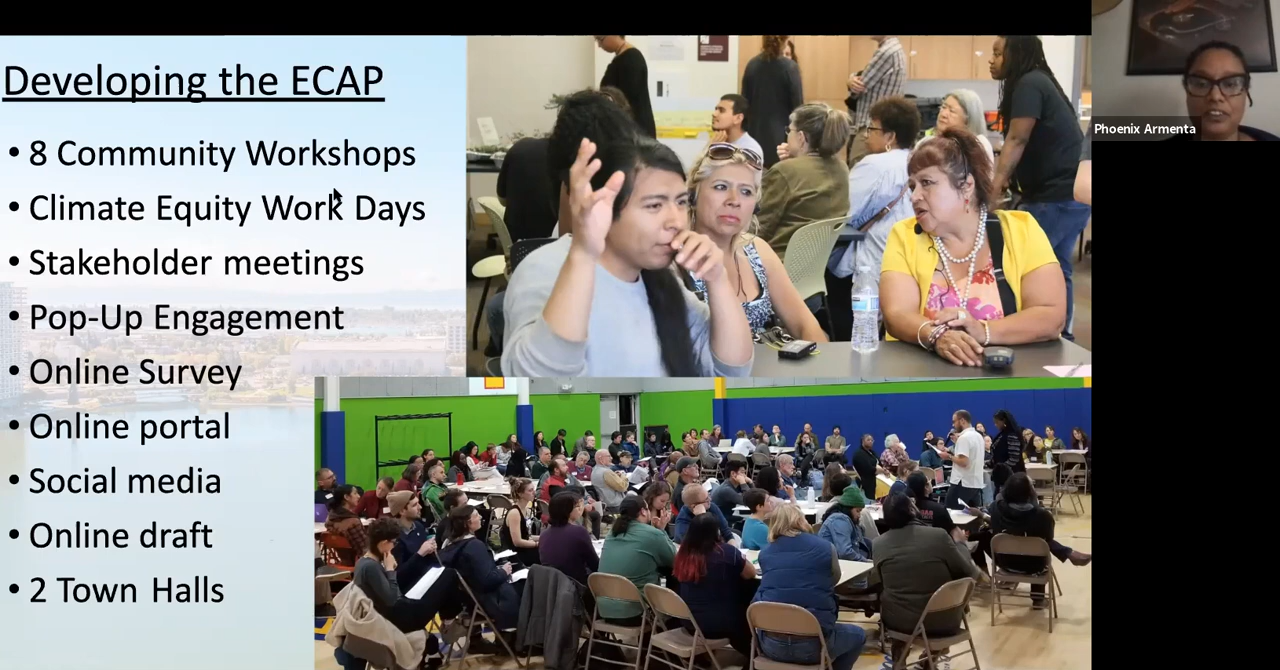 Developing the ECAP
• 8 Community Workshops
• Climate Equity Work Days
• Stakeholder meetings
• Pop-Up Engagement
• Online Survey
• Online portal
• Social media
• Online draft
• 2 Town Halls
Phoenix Armenta